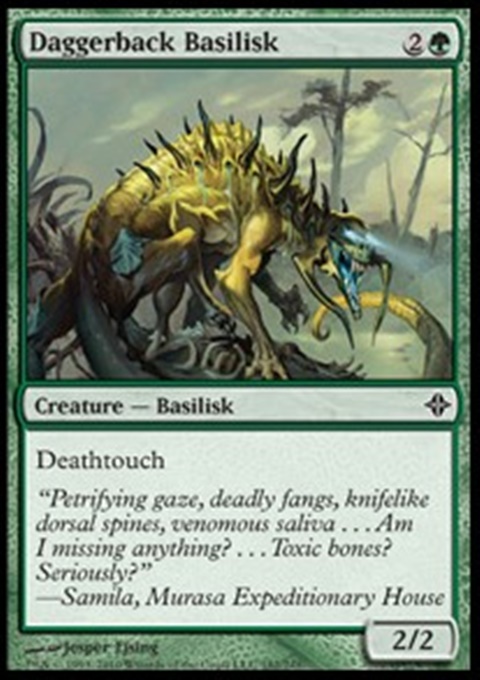 Daggerback Basilisk 2
Creature — Basilisk
Deathtouch
“Petrifying gaze, deadly fangs, knifelike
dorsal spines, venomous saliva . . . Am
I missing anything? . . . Toxic bones?
Seriously?”
—Samila, Murasa Expeditionary House
Jesper Ejsing
2/2